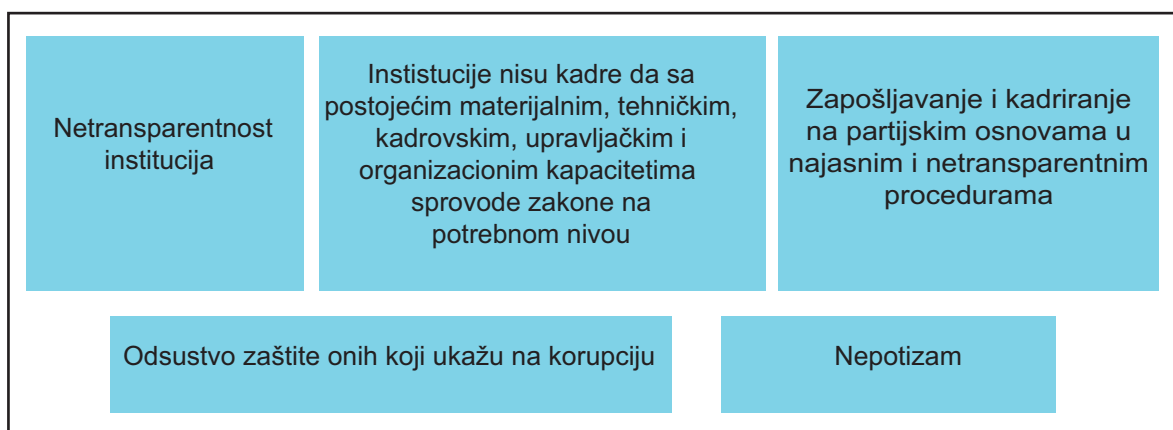 Netransparentnost
institucija
Instistucije nisu kadre da sa
postojećim materijalnim, tehničkim,
kadrovskim, upravljačkim i
organizacionim kapacitetima
sprovode zakone na
potrebnom nivou
Zapošljavanje i kadriranje
na partijskim osnovama u
najasnim i netransparentnim
procedurama
Odsustvo zaštite onih koji ukažu na korupciju
Nepotizam